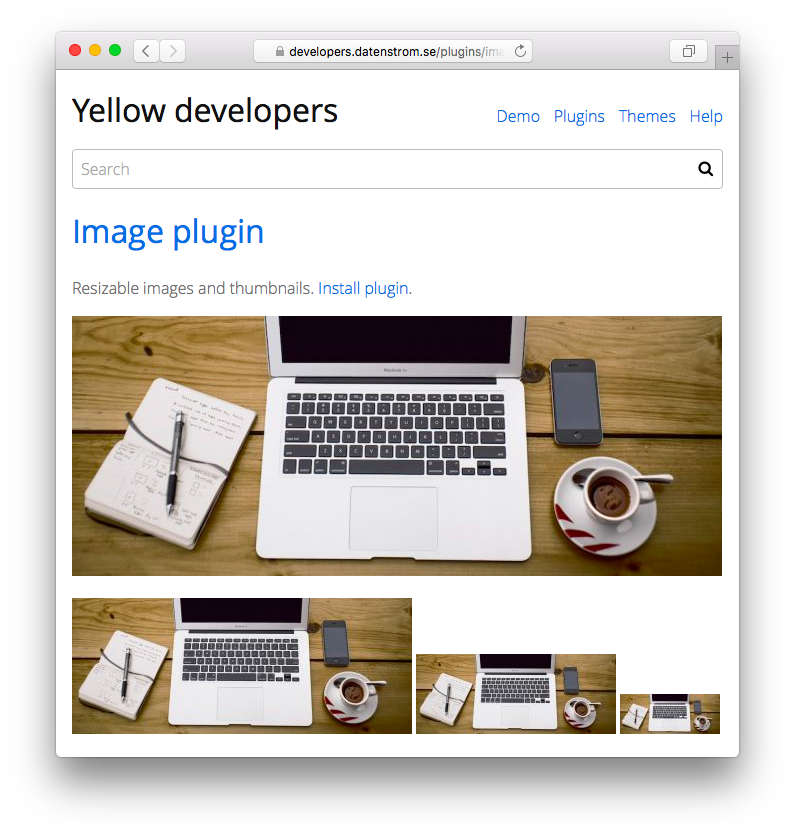 developers.datenstrom.se/plugins/ima
Yellow developers
Demo Plugins Themes Help
Search
Image plugin
Resizable images and thumbnails. Install plugin.